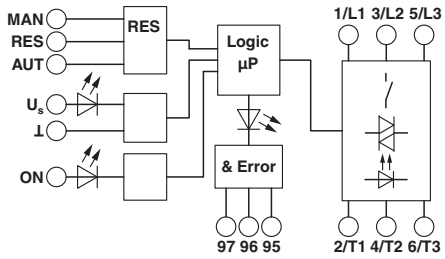 MAN
RES
AUT
RES
Us
⊥
ON
Logic
µP
& Error
97 96 95
1/L1 3/L2 5/L3
2/T1 4/T2 6/T3